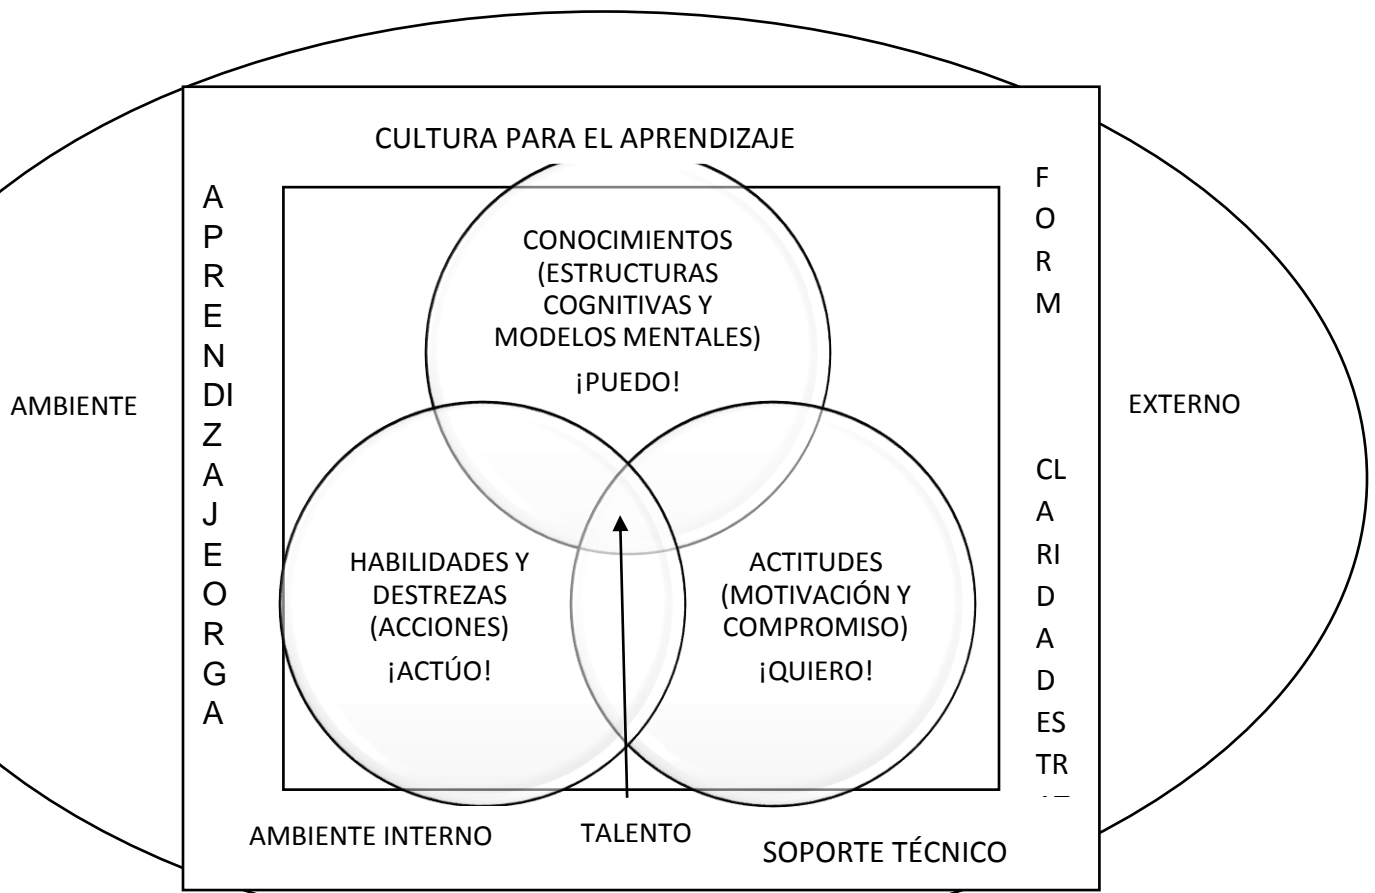 CULTURA PARA EL APRENDIZAJE
A
P
R
E
N
DI
Z
A
J
E
O
R
G
A
F
O
R
M
CL
A
RI
D
A
D
ES
TR
CONOCIMIENTOS
(ESTRUCTURAS
COGNITIVAS Y
MODELOS MENTALES)
¡PUEDO!
AMBIENTE
EXTERNO
HABILIDADES Y
DESTREZAS
(ACCIONES)
¡ACTÚO!
ACTITUDES
(MOTIVACIÓN Y
COMPROMISO)
¡QUIERO!
AMBIENTE INTERNO
TALENTO
SOPORTE TÉCNICO